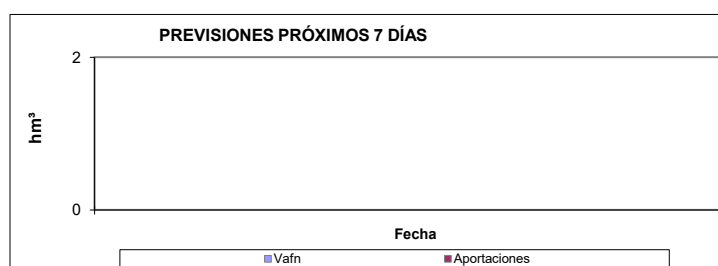 PREVISIONES PRÓXIMOS 7 DÍAS
2
hm³
0
Fecha
Vafn Aportaciones